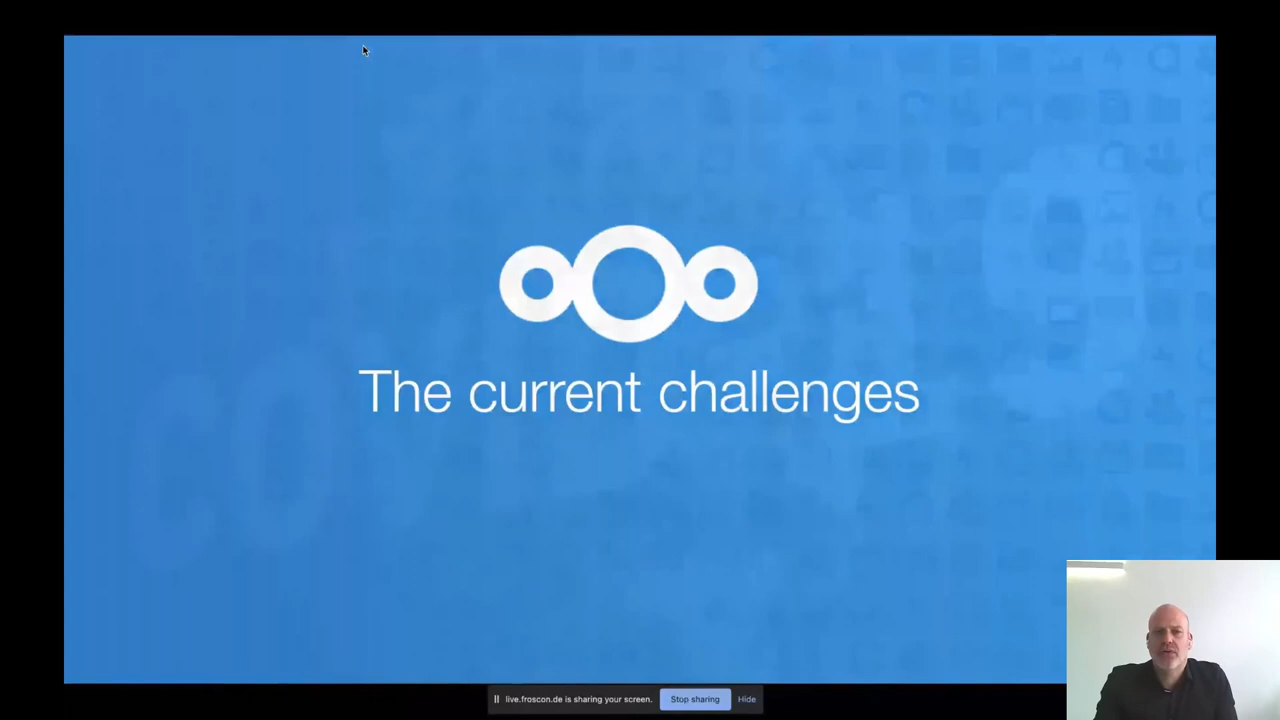 The current challenges
live.froscon.de is sharing your screen.
Stop sharing
Hide